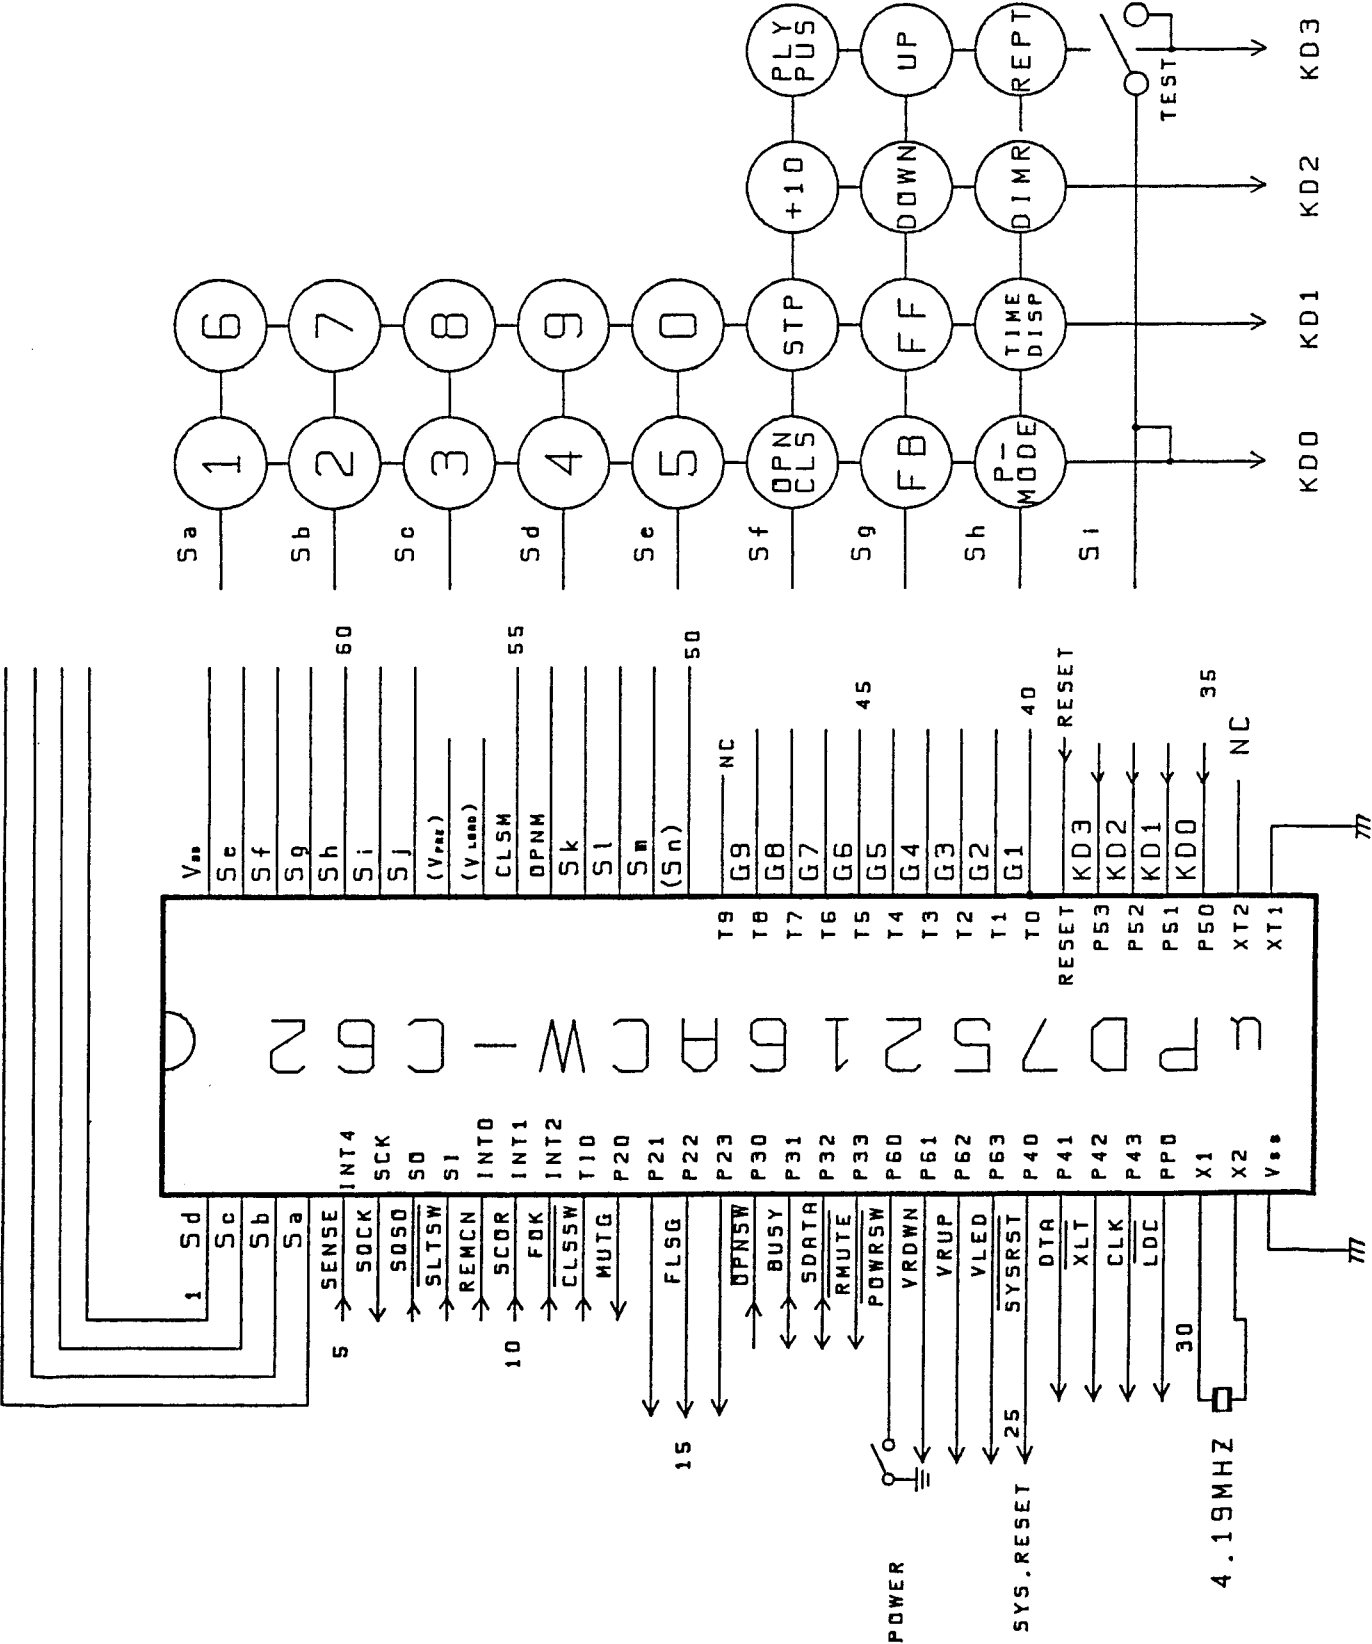 1
Sd
Sc
Sb
Sa
SENSE
SQCK
SQSO
SLTSW
REMCN
SCOR
FOK
CLSSW
MUTG
FLSG
OPNSW
BUSY
SDATA
RMUTE
POWRSW
VRDWN
VRUP
VLED
SYSRST
DTA
XLT
CLK
LDC
5
10
15
25
30
POWER
SYS.RESET
4.19MHZ
INT4
SCK
SO
SI
INT0
INT1
INT2
TIO
P20
P21
P22
P23
P30
P31
P32
P33
P60
P61
P62
P63
P40
P41
P42
P43
PPO
X1
X2
Vss
uPD75216ACW-C62
T9
T8
T7
T6
T5
T4
T3
T2
T1
T0
RESET
P53
P52
P51
P50
XT2
XT1
Vss
Se
Sf
Sg
Sh
Si
Sj
(VPRE)
(VLOAD)
CLSM
OPNM
Sk
Sl
Sm
(Sn)
NC
G9
G8
G7
G6
G5
G4
G3
G2
G1
RESET
KD3
KD2
KD1
KD0
NC
60
55
50
45
40
35
Sa
1
6
Sb
2
7
Sc
3
8
Sd
4
9
Se
5
0
Sf
OPN
CLS
STP
+10
PLY
PUS
Sg
FB
FF
DOWN
UP
Sh
P-
MODE
TIME
DISP
DIMR
REPT
Si
TEST
KD0
KD1
KD2
KD3